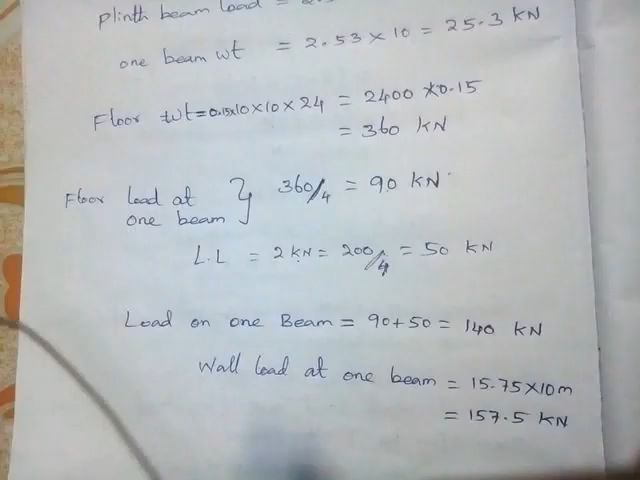 Plinth beam load =
one beam wt = 2.53 × 10 = 25.3 KN
Floor wt = 0.15x10×10×24 = 2400 × 0.15
= 360 KN
Floor load at } 360/4 = 90 KN
one beam
L.L = 2 KN = 200/4 = 50 KN
Load on one Beam = 90+50 = 140 KN
Wall load at one beam = 15.75×10m
= 157.5 KN